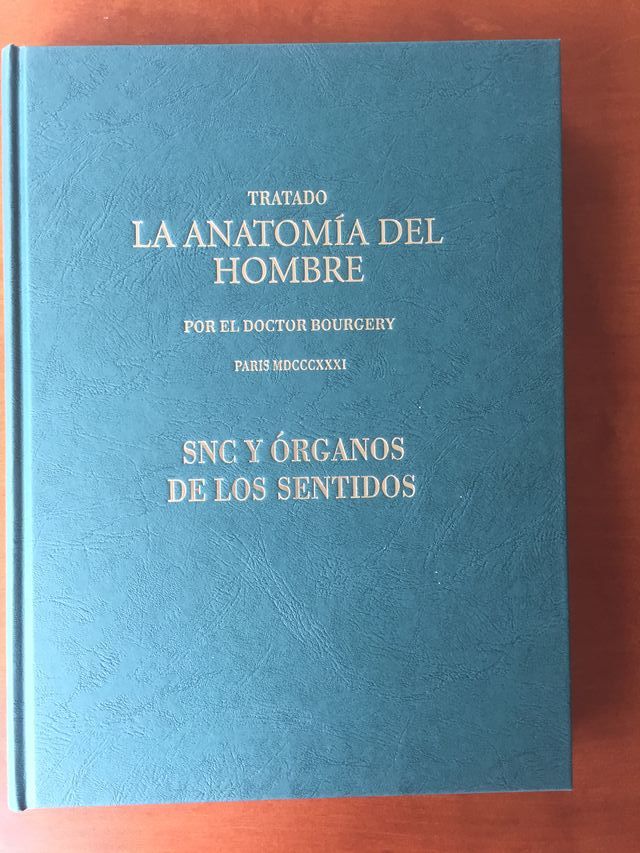 TRATADO
LA ANATOMÍA DEL
HOMBRE
POR EL DOCTOR BOURGERY
PARIS MDCCCXXXI
SNC Y ÓRGANOS
DE LOS SENTIDOS